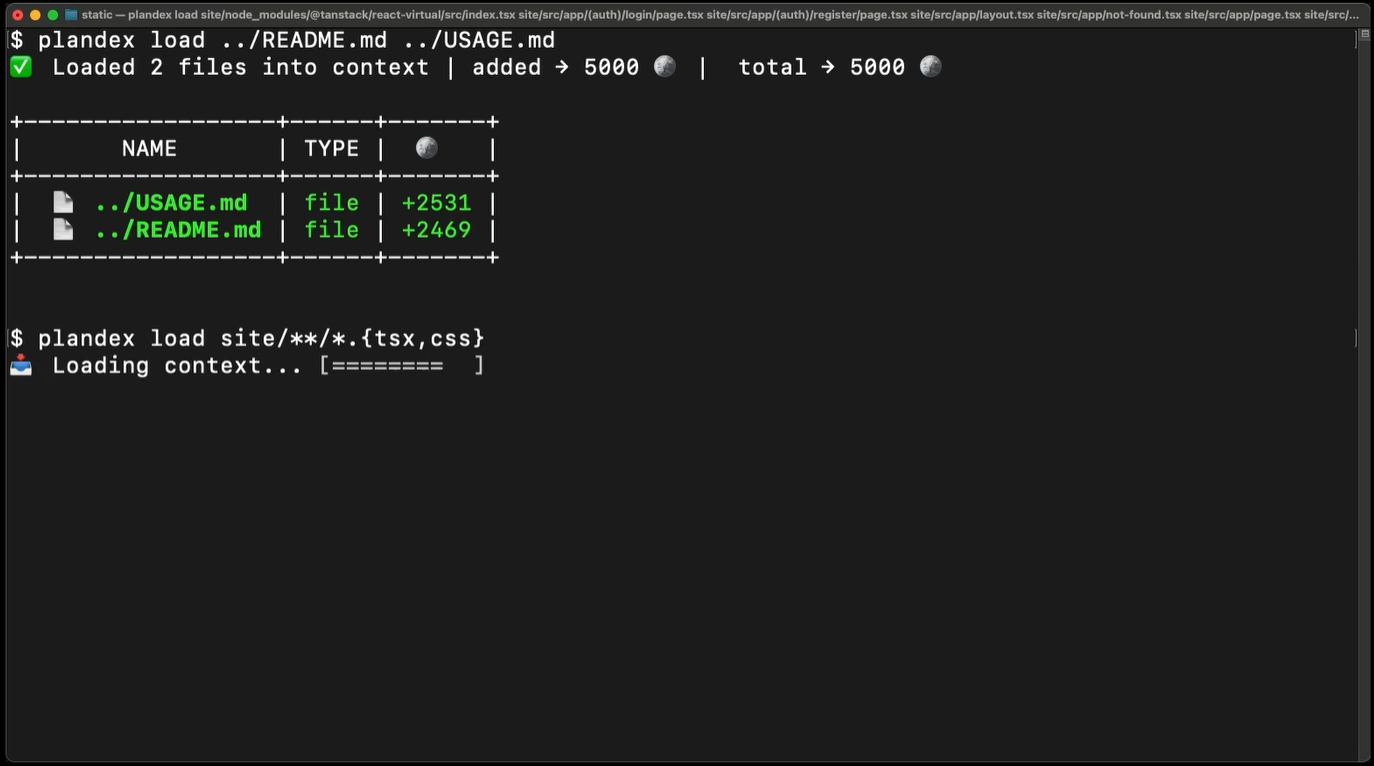 static — plandex load site/node_modules/@tanstack/react-virtual/src/index.tsx site/src/app/(auth)/login/page.tsx site/src/app/(auth)/register/page.tsx site/src/app/layout.tsx site/src/app/not-found.tsx site/src/app/page.tsx site/src/...
$ plandex load ../README.md ../USAGE.md
✅ Loaded 2 files into context | added → 5000 🪙 | total → 5000 🪙
+------------------+------+-------+
| NAME | TYPE | 🪙 |
+------------------+------+-------+
| 📄 ../USAGE.md | file | +2531 |
| 📄 ../README.md | file | +2469 |
+------------------+------+-------+
$ plandex load site/**/*.{tsx,css}
📥 Loading context... [======== ]